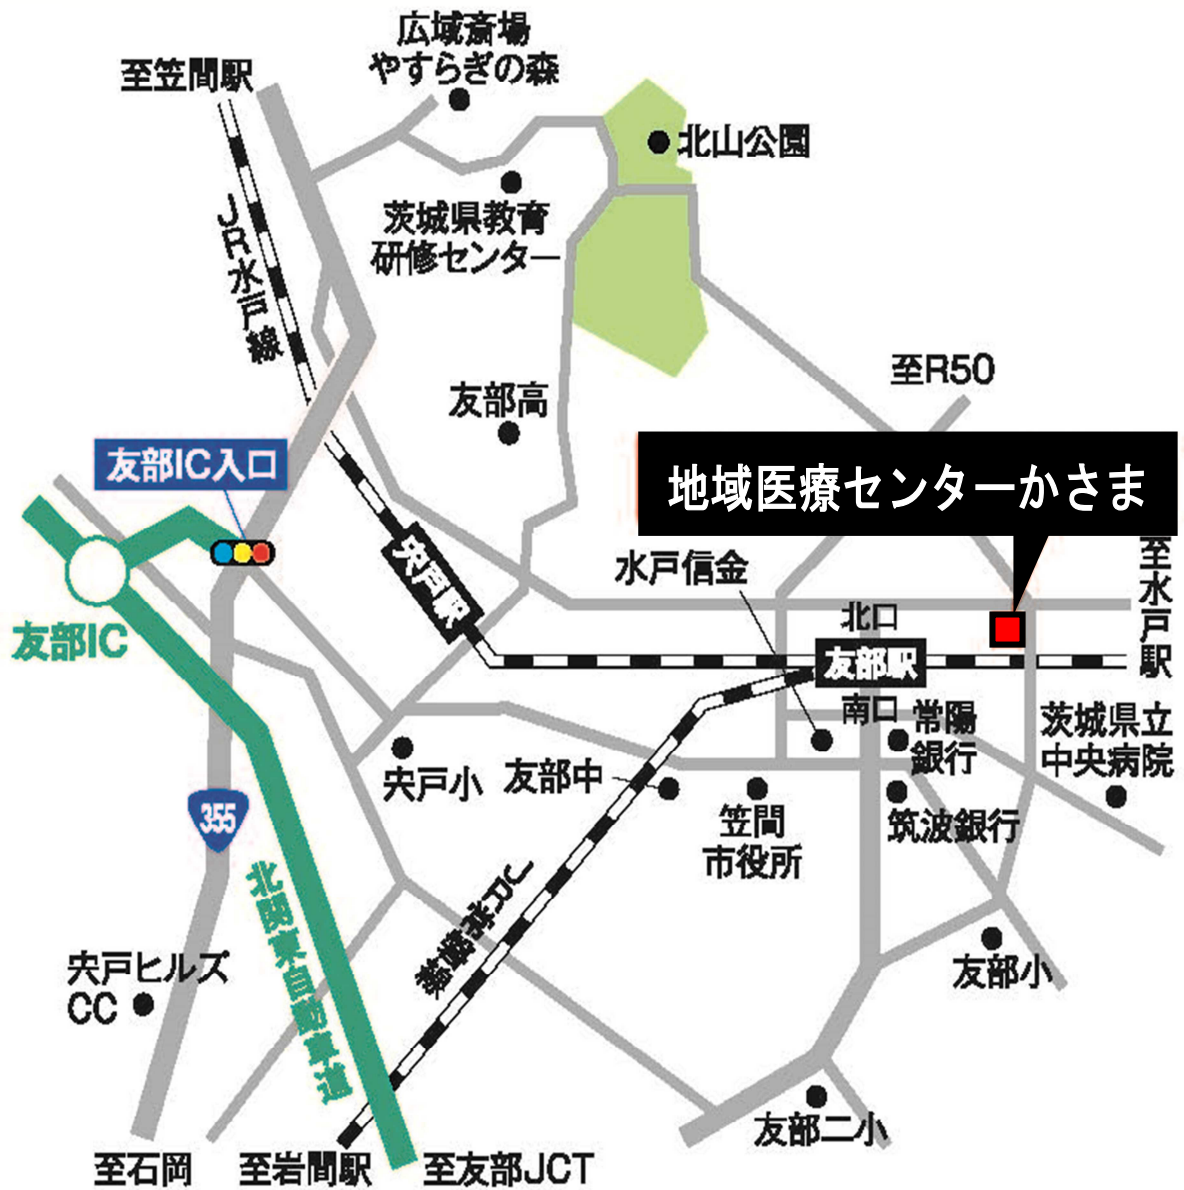 広域斎場
やすらぎの森
至笠間駅
北山公園
茨城県教育
研修センター
JR水戸線
至R50
友部高
友部IC入口
地域医療センターかさま
宍戸駅
水戸信金
至水戸駅
北口
友部駅
友部IC
南口
常陽
銀行
茨城県立
中央病院
宍戸小
友部中
355
笠間
市役所
筑波銀行
JR常磐線
北関東自動車道
宍戸ヒルズ
CC
友部小
友部二小
至石岡
至岩間駅
至友部JCT